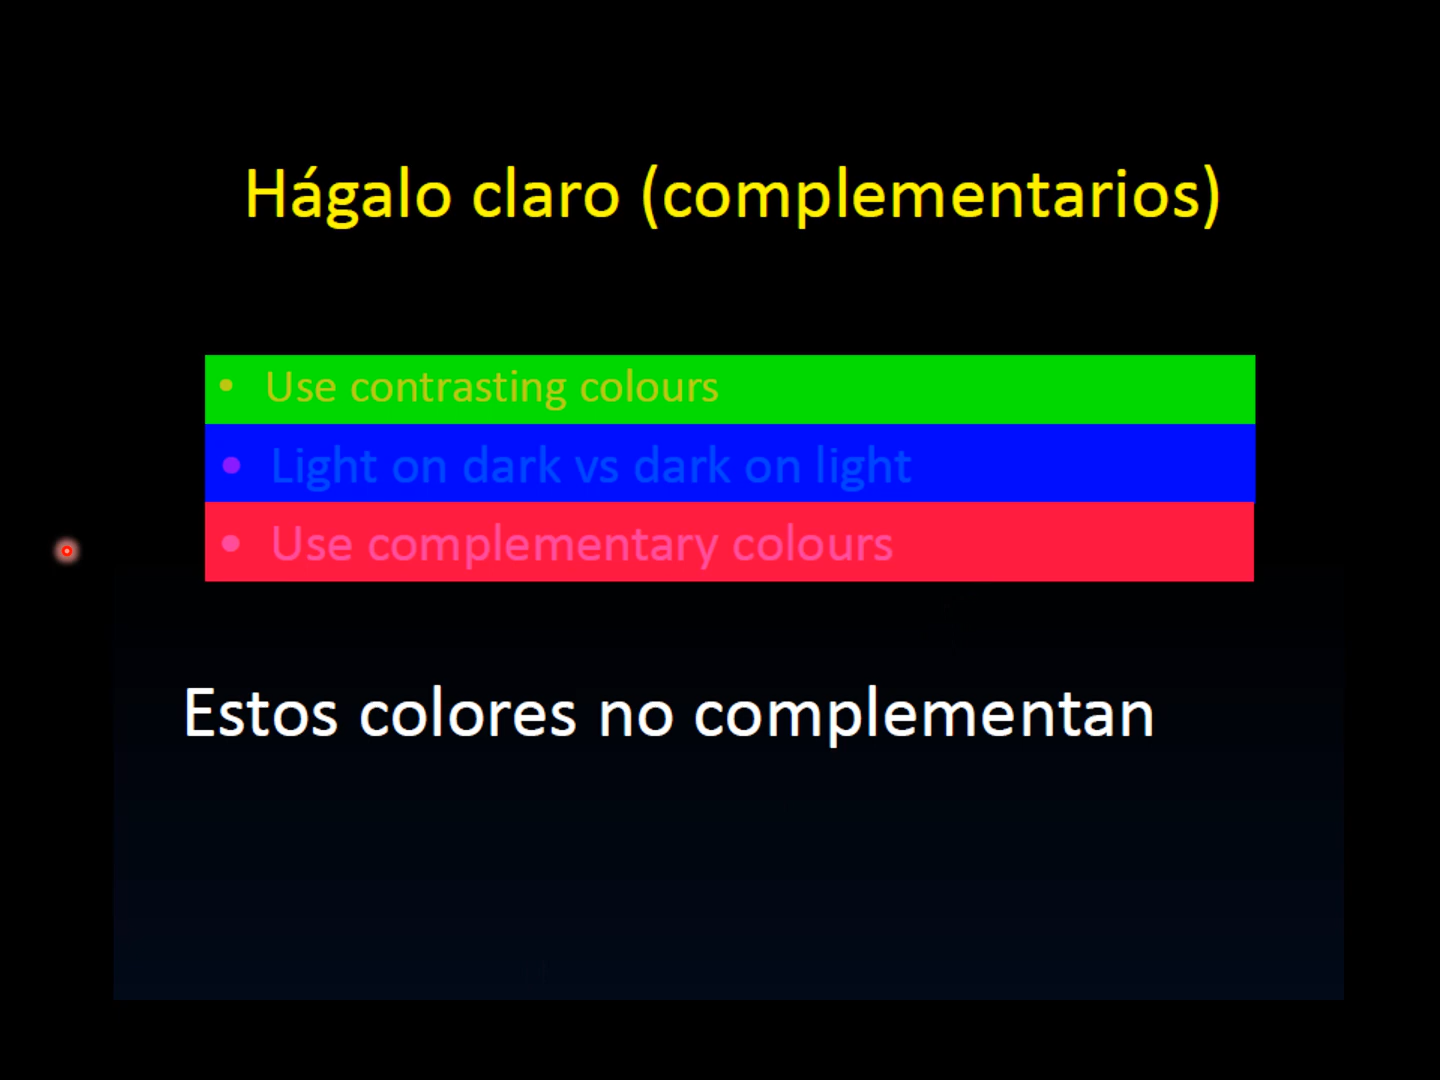 Hágalo claro (complementarios)
• Use contrasting colours
• Light on dark vs dark on light
• Use complementary colours
Estos colores no complementan